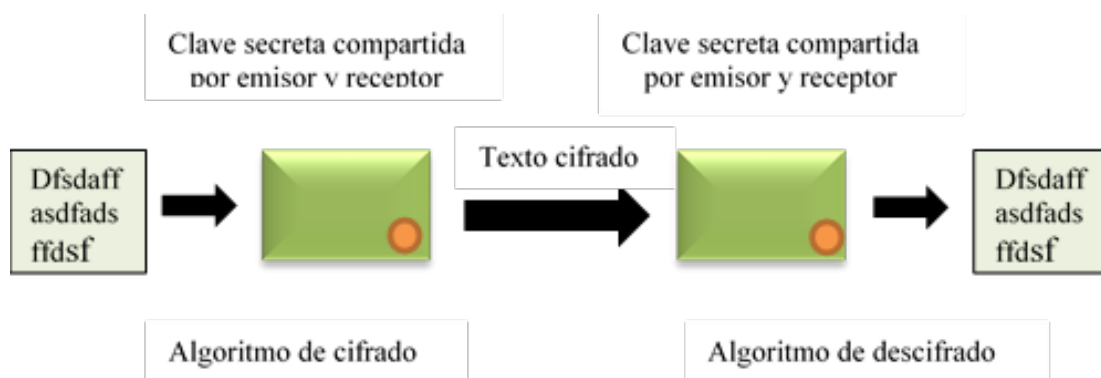 Clave secreta compartida
por emisor y receptor
Clave secreta compartida
por emisor y receptor
Texto cifrado
Dfsdaff
asdfads
ffdsf
Dfsdaff
asdfads
ffdsf
Algoritmo de cifrado
Algoritmo de descifrado